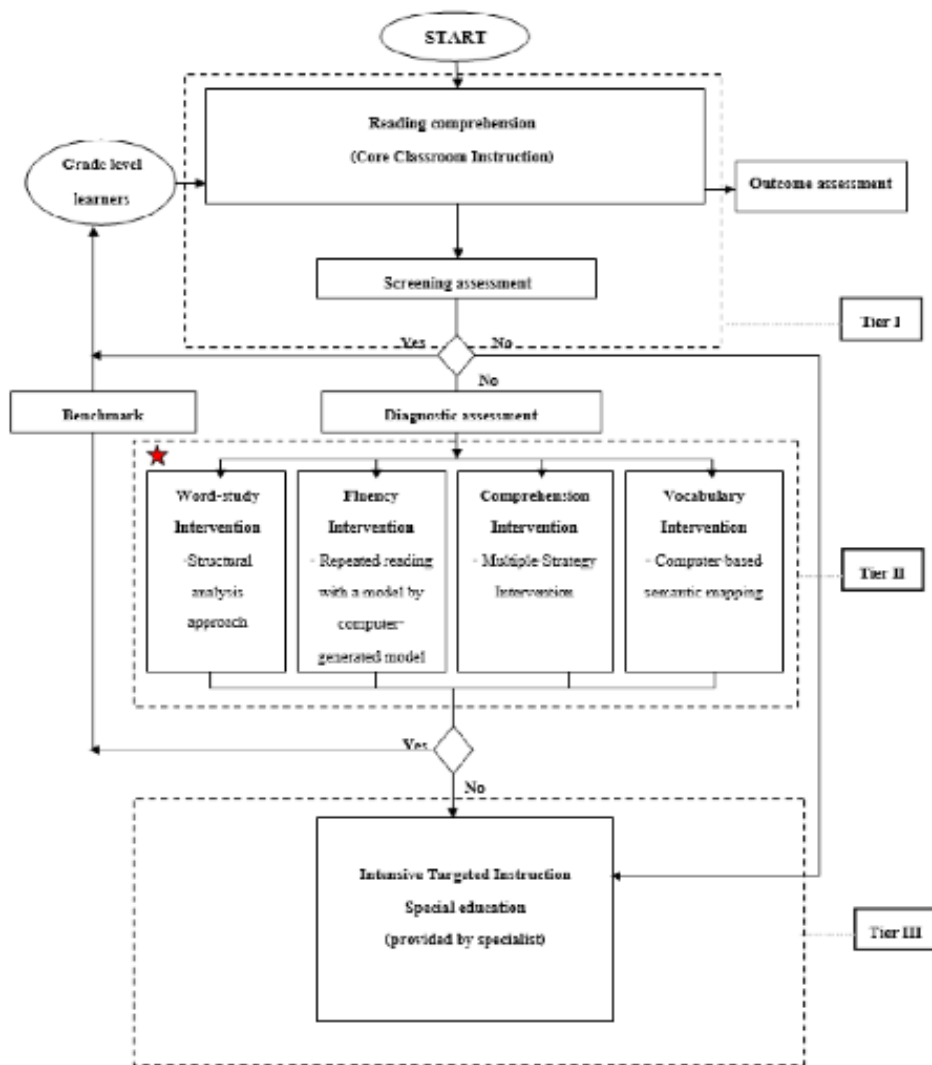 START
Reading comprehension
(Core Classroom Instruction)
Grade level
learners
Outcome assessment
Screening assessment
Tier I
Yes
No
No
Benchmark
Diagnostic assessment
Word-study
Intervention
-Structural
analysis
approach
Fluency
Intervention
- Repeated reading
with a model by
computer-
generated model
Comprehension
Intervention
- Multiple Strategy
Intervention
Vocabulary
Intervention
- Computer-based
semantic mapping
Tier II
Yes
No
Intensive Targeted Instruction
Special education
(provided by specialist)
Tier III